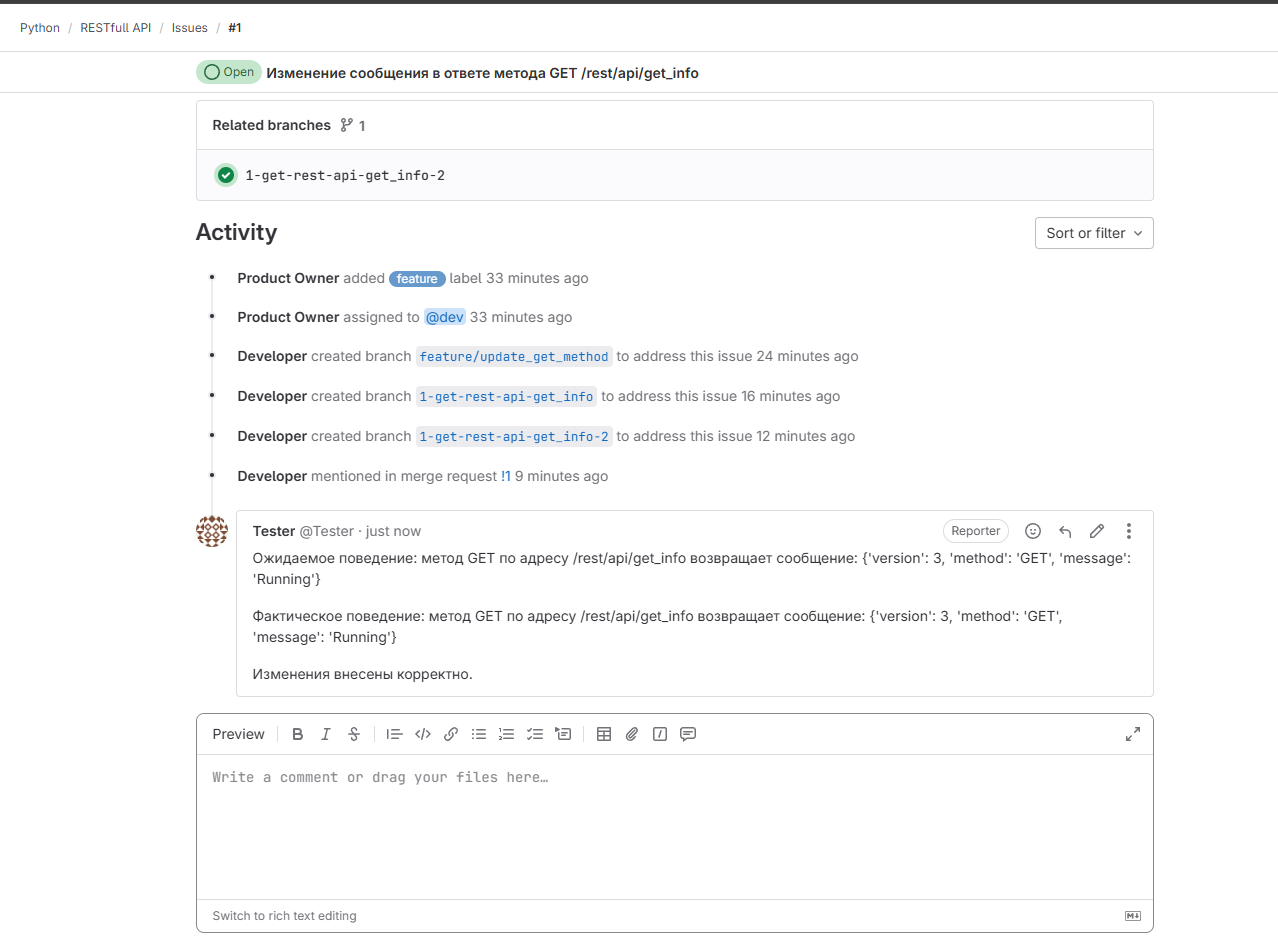 Python / RESTfull API / Issues / #1
Open Изменение сообщения в ответе метода GET /rest/api/get_info
Related branches 1
1-get-rest-api-get_info-2
Activity
Sort or filter
Product Owner added feature label 33 minutes ago
Product Owner assigned to @dev 33 minutes ago
Developer created branch feature/update_get_method to address this issue 24 minutes ago
Developer created branch 1-get-rest-api-get_info to address this issue 16 minutes ago
Developer created branch 1-get-rest-api-get_info-2 to address this issue 12 minutes ago
Developer mentioned in merge request !1 9 minutes ago
Tester @Tester · just now
Reporter
Ожидаемое поведение: метод GET по адресу /rest/api/get_info возвращает сообщение: {'version': 3, 'method': 'GET', 'message':
'Running'}
Фактическое поведение: метод GET по адресу /rest/api/get_info возвращает сообщение: {'version': 3, 'method': 'GET',
'message': 'Running'}
Изменения внесены корректно.
Preview
Write a comment or drag your files here…
Switch to rich text editing